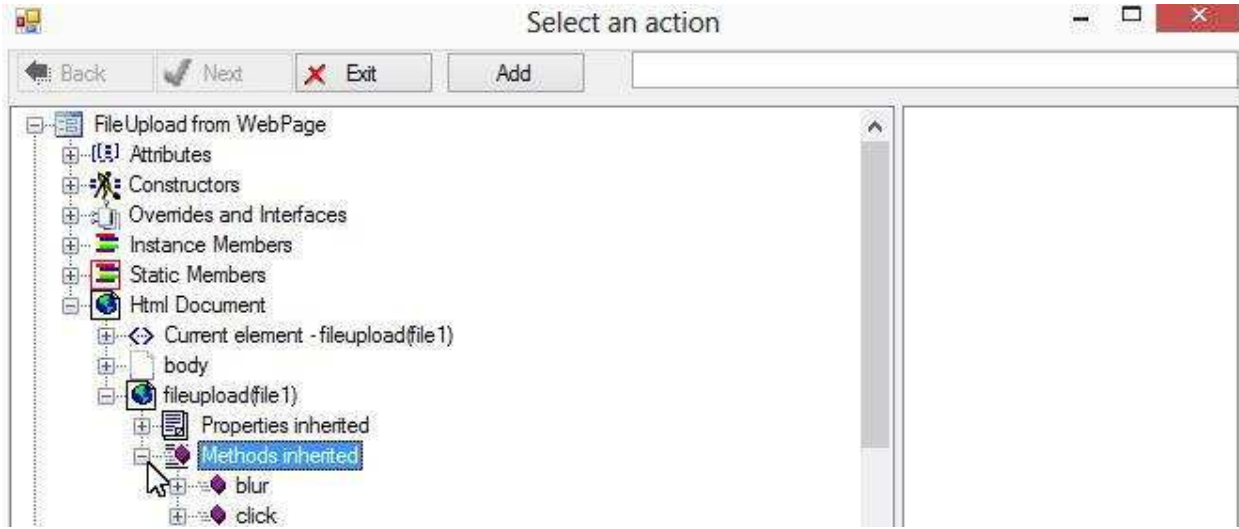 Select an action
Back Next Exit Add
FileUpload from WebPage
Attributes
Constructors
Overrides and Interfaces
Instance Members
Static Members
Html Document
Current element - fileupload(file1)
body
fileupload(file1)
Properties inherited
Methods inherited
blur
click